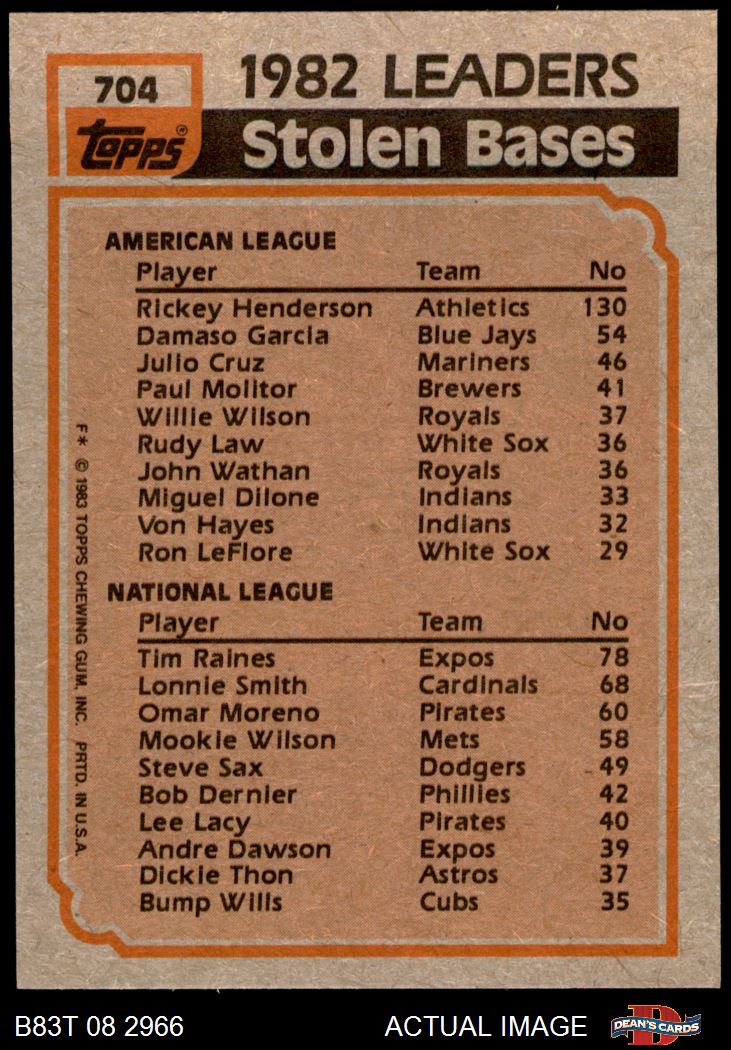 704
1982 LEADERS
Topps®
Stolen Bases
AMERICAN LEAGUE
Player Team No
Rickey Henderson Athletics 130
Damaso Garcia Blue Jays 54
Julio Cruz Mariners 46
Paul Molitor Brewers 41
Willie Wilson Royals 37
Rudy Law White Sox 36
John Wathan Royals 36
Miguel Dilone Indians 33
Von Hayes Indians 32
Ron LeFlore White Sox 29
NATIONAL LEAGUE
Player Team No
Tim Raines Expos 78
Lonnie Smith Cardinals 68
Omar Moreno Pirates 60
Mookie Wilson Mets 58
Steve Sax Dodgers 49
Bob Dernier Phillies 42
Lee Lacy Pirates 40
Andre Dawson Expos 39
Dickie Thon Astros 37
Bump Wills Cubs 35
F* © 1983 TOPPS CHEWING GUM, INC. PRTD. IN U.S.A.
B83T 08 2966
ACTUAL IMAGE
D
DEAN'S CARDS